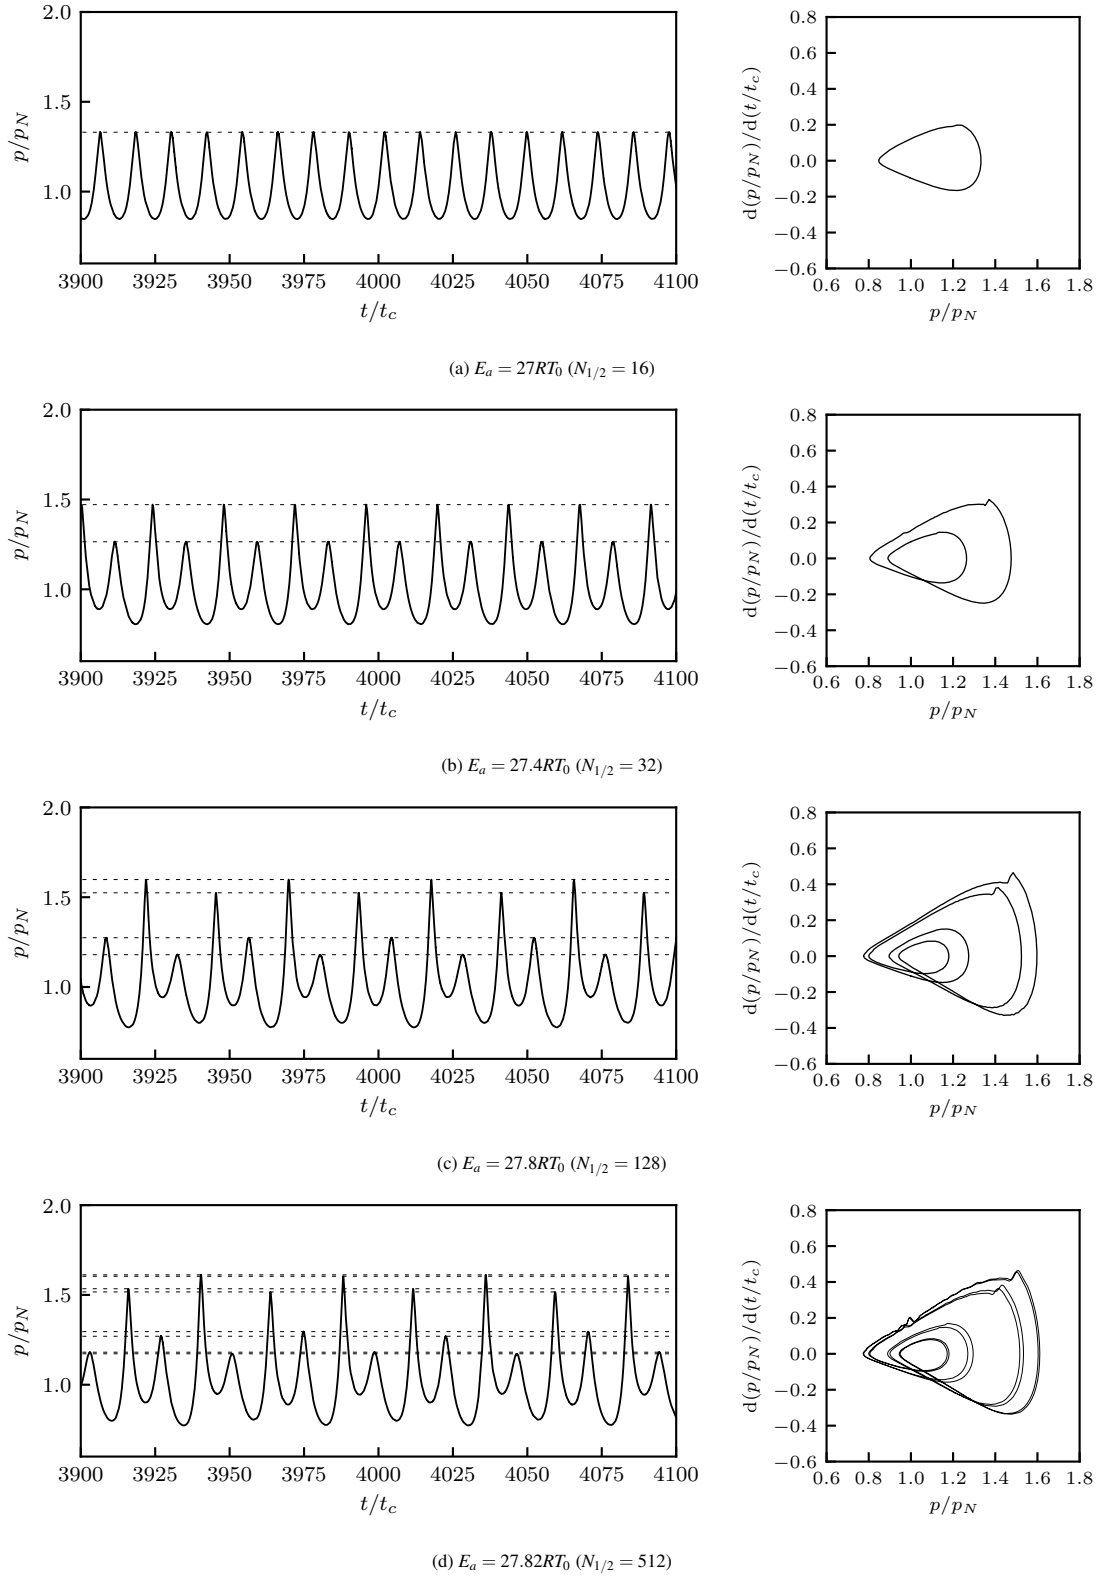 2.0
1.5
1.0
p/p_N
3900 3925 3950 3975 4000 4025 4050 4075 4100
t/t_c
0.8
0.6
0.4
0.2
0.0
−0.2
−0.4
−0.6
d(p/p_N)/d(t/t_c)
0.6 0.8 1.0 1.2 1.4 1.6 1.8
p/p_N
(a) E_a = 27RT_0 (N_{1/2} = 16)
2.0
1.5
1.0
p/p_N
3900 3925 3950 3975 4000 4025 4050 4075 4100
t/t_c
0.8
0.6
0.4
0.2
0.0
−0.2
−0.4
−0.6
d(p/p_N)/d(t/t_c)
0.6 0.8 1.0 1.2 1.4 1.6 1.8
p/p_N
(b) E_a = 27.4RT_0 (N_{1/2} = 32)
2.0
1.5
1.0
p/p_N
3900 3925 3950 3975 4000 4025 4050 4075 4100
t/t_c
0.8
0.6
0.4
0.2
0.0
−0.2
−0.4
−0.6
d(p/p_N)/d(t/t_c)
0.6 0.8 1.0 1.2 1.4 1.6 1.8
p/p_N
(c) E_a = 27.8RT_0 (N_{1/2} = 128)
2.0
1.5
1.0
p/p_N
3900 3925 3950 3975 4000 4025 4050 4075 4100
t/t_c
0.8
0.6
0.4
0.2
0.0
−0.2
−0.4
−0.6
d(p/p_N)/d(t/t_c)
0.6 0.8 1.0 1.2 1.4 1.6 1.8
p/p_N
(d) E_a = 27.82RT_0 (N_{1/2} = 512)